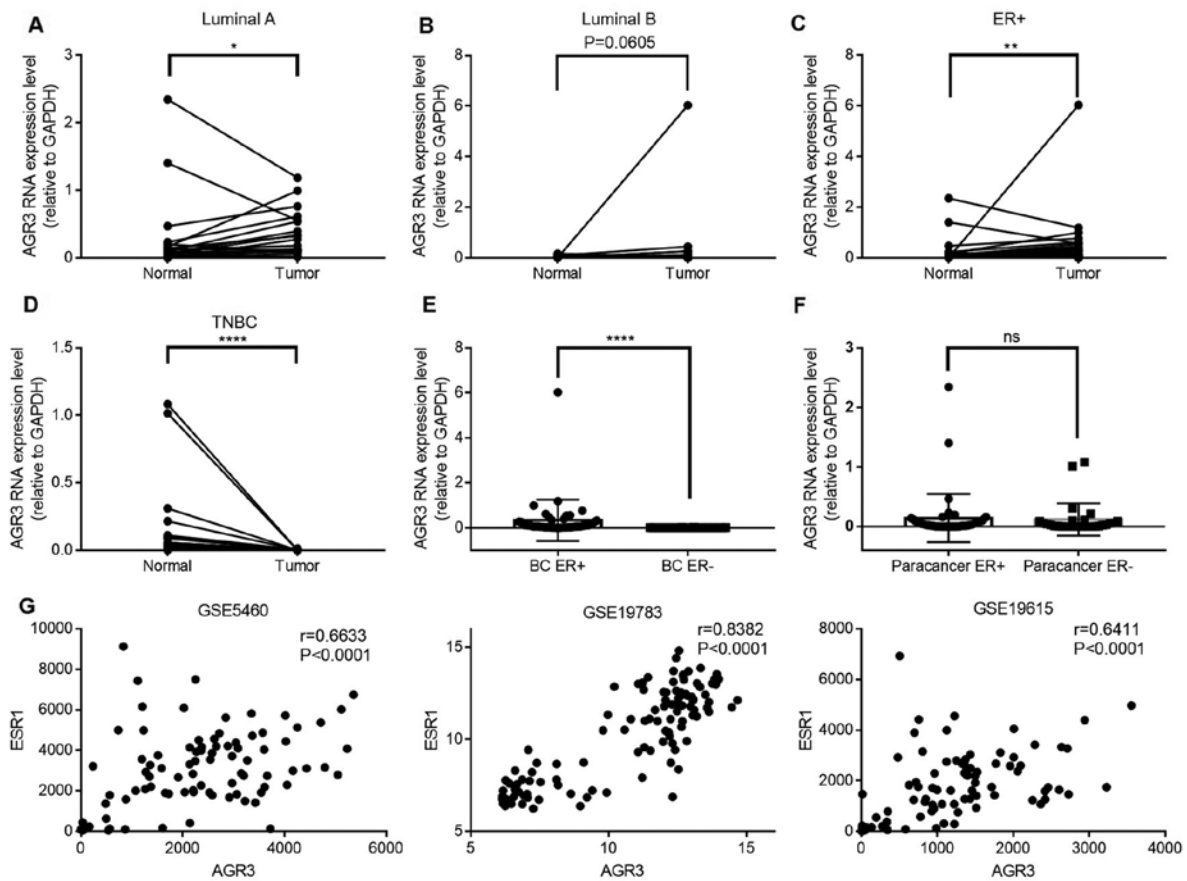 A
Luminal A
*
AGR3 RNA expression level
(relative to GAPDH)
3
2
1
0
Normal
Tumor
B
Luminal B
P=0.0605
AGR3 RNA expression level
(relative to GAPDH)
8
6
4
2
0
Normal
Tumor
C
ER+
**
AGR3 RNA expression level
(relative to GAPDH)
8
6
4
2
0
Normal
Tumor
D
TNBC
****
AGR3 RNA expression level
(relative to GAPDH)
1.5
1.0
0.5
0.0
Normal
Tumor
E
****
AGR3 RNA expression level
(relative to GAPDH)
8
6
4
2
0
BC ER+
BC ER-
F
ns
AGR3 RNA expression level
(relative to GAPDH)
3
2
1
0
Paracancer ER+
Paracancer ER-
G
GSE5460
r=0.6633
P<0.0001
ESR1
10000
8000
6000
4000
2000
0
0
2000
4000
6000
AGR3
GSE19783
r=0.8382
P<0.0001
ESR1
15
10
5
5
10
15
AGR3
GSE19615
r=0.6411
P<0.0001
ESR1
8000
6000
4000
2000
0
0
1000
2000
3000
4000
AGR3